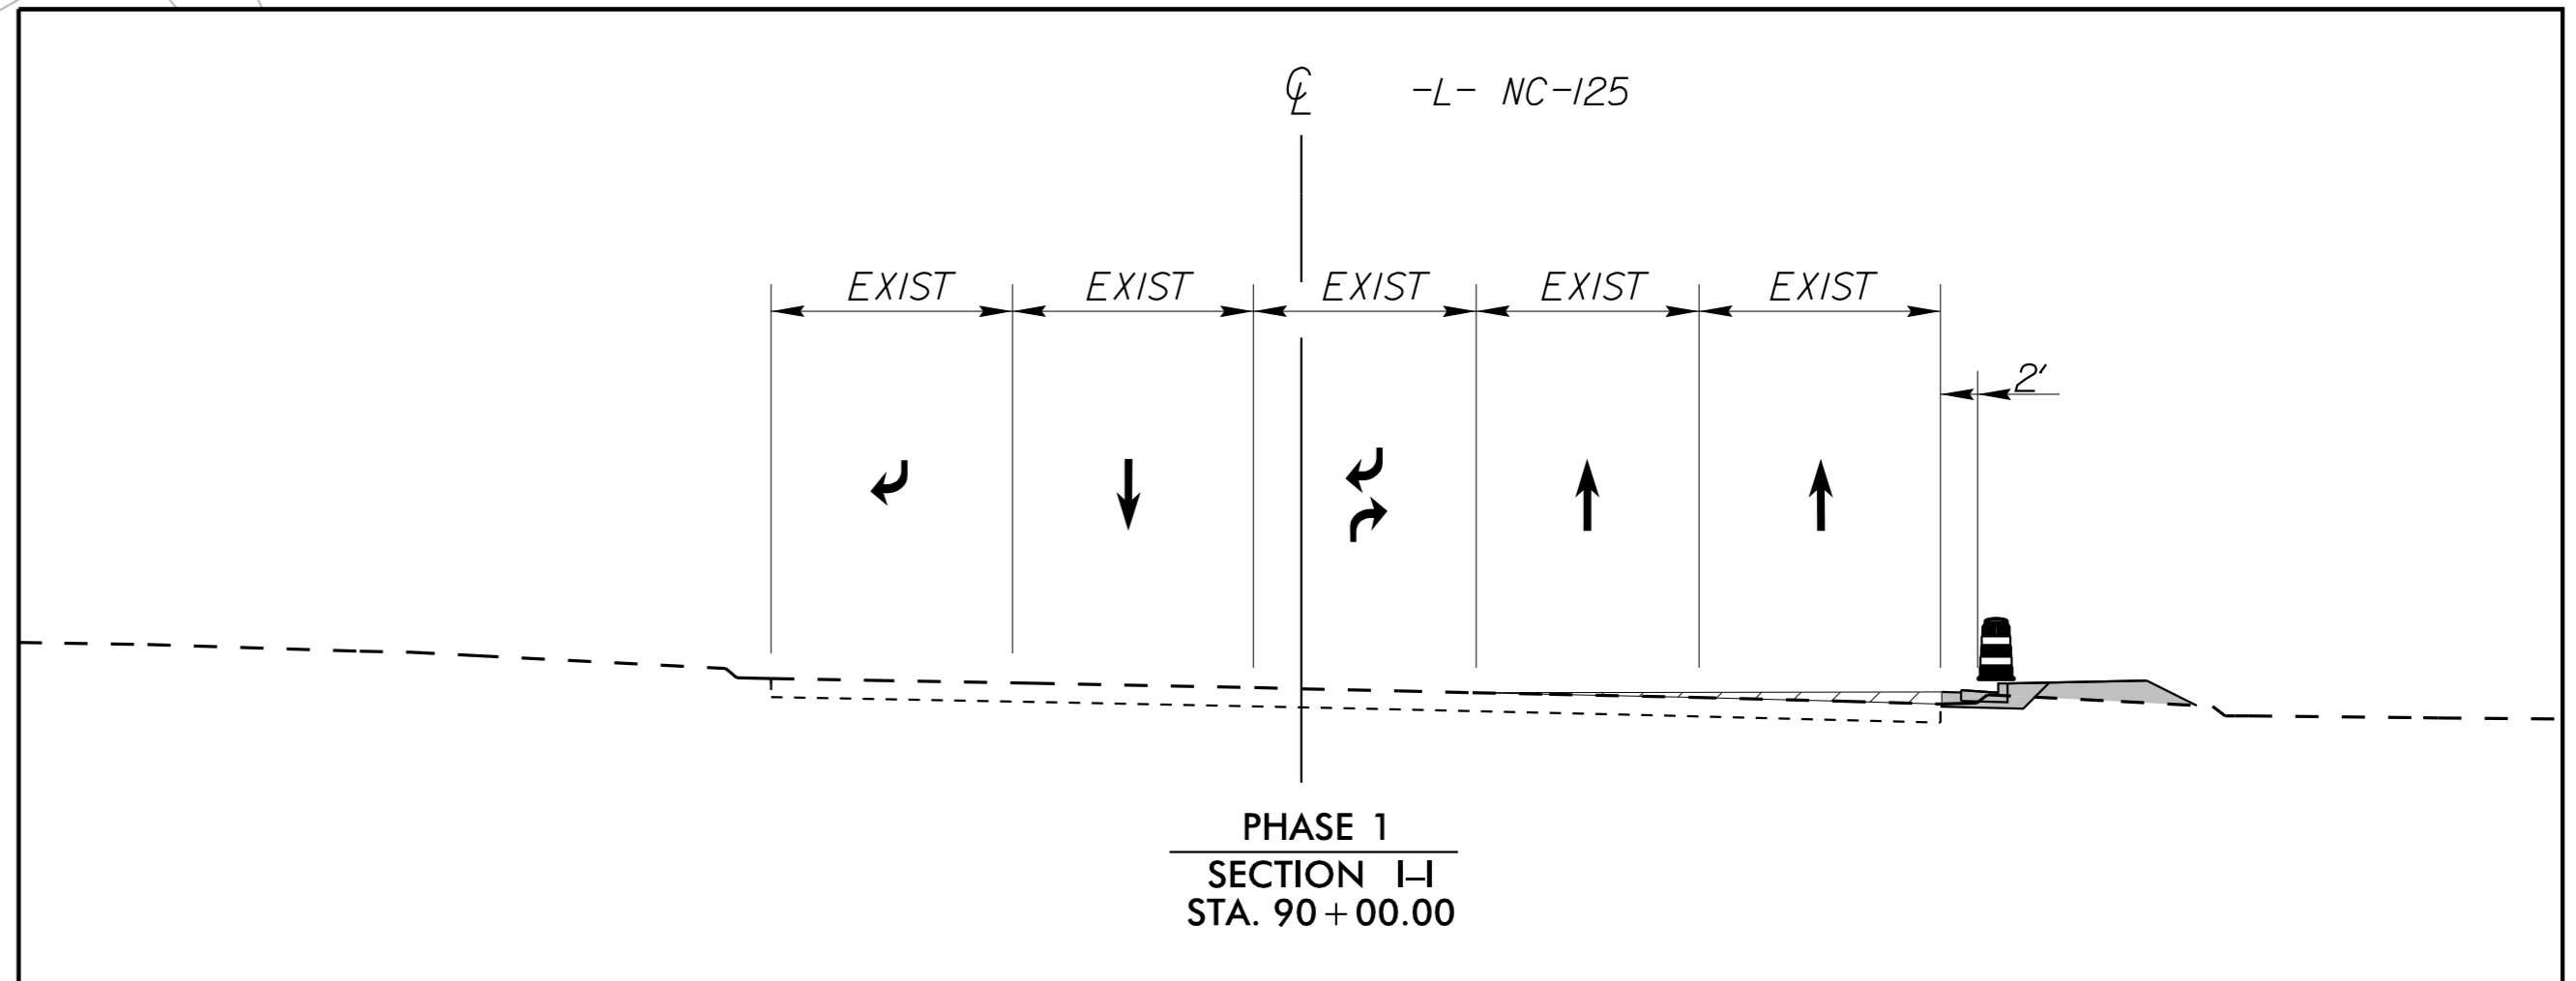 ℄ -L- NC-125
EXIST EXIST EXIST EXIST EXIST
2'
PHASE 1
SECTION I-I
STA. 90+00.00